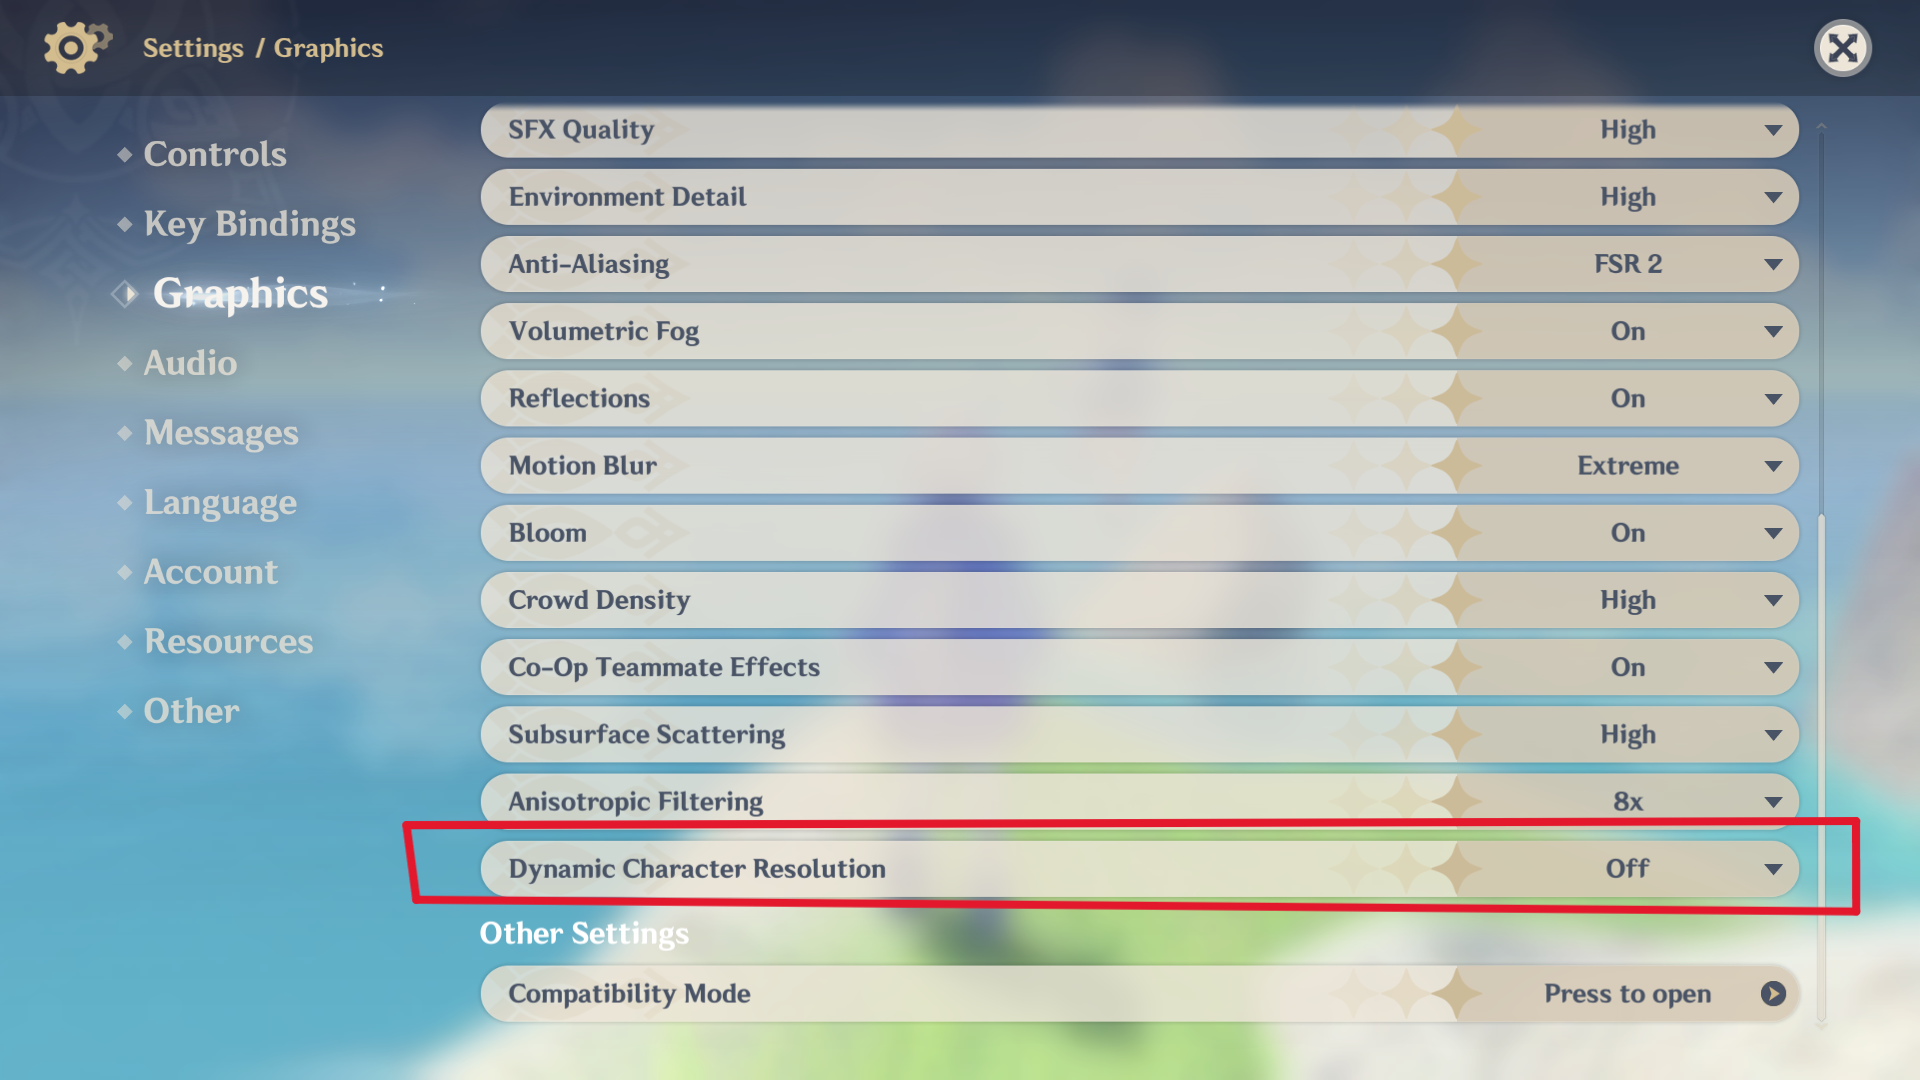 Settings / Graphics
Controls
Key Bindings
Graphics
Audio
Messages
Language
Account
Resources
Other
SFX Quality High
Environment Detail High
Anti-Aliasing FSR 2
Volumetric Fog On
Reflections On
Motion Blur Extreme
Bloom On
Crowd Density High
Co-Op Teammate Effects On
Subsurface Scattering High
Anisotropic Filtering 8x
Dynamic Character Resolution Off
Other Settings
Compatibility Mode Press to open